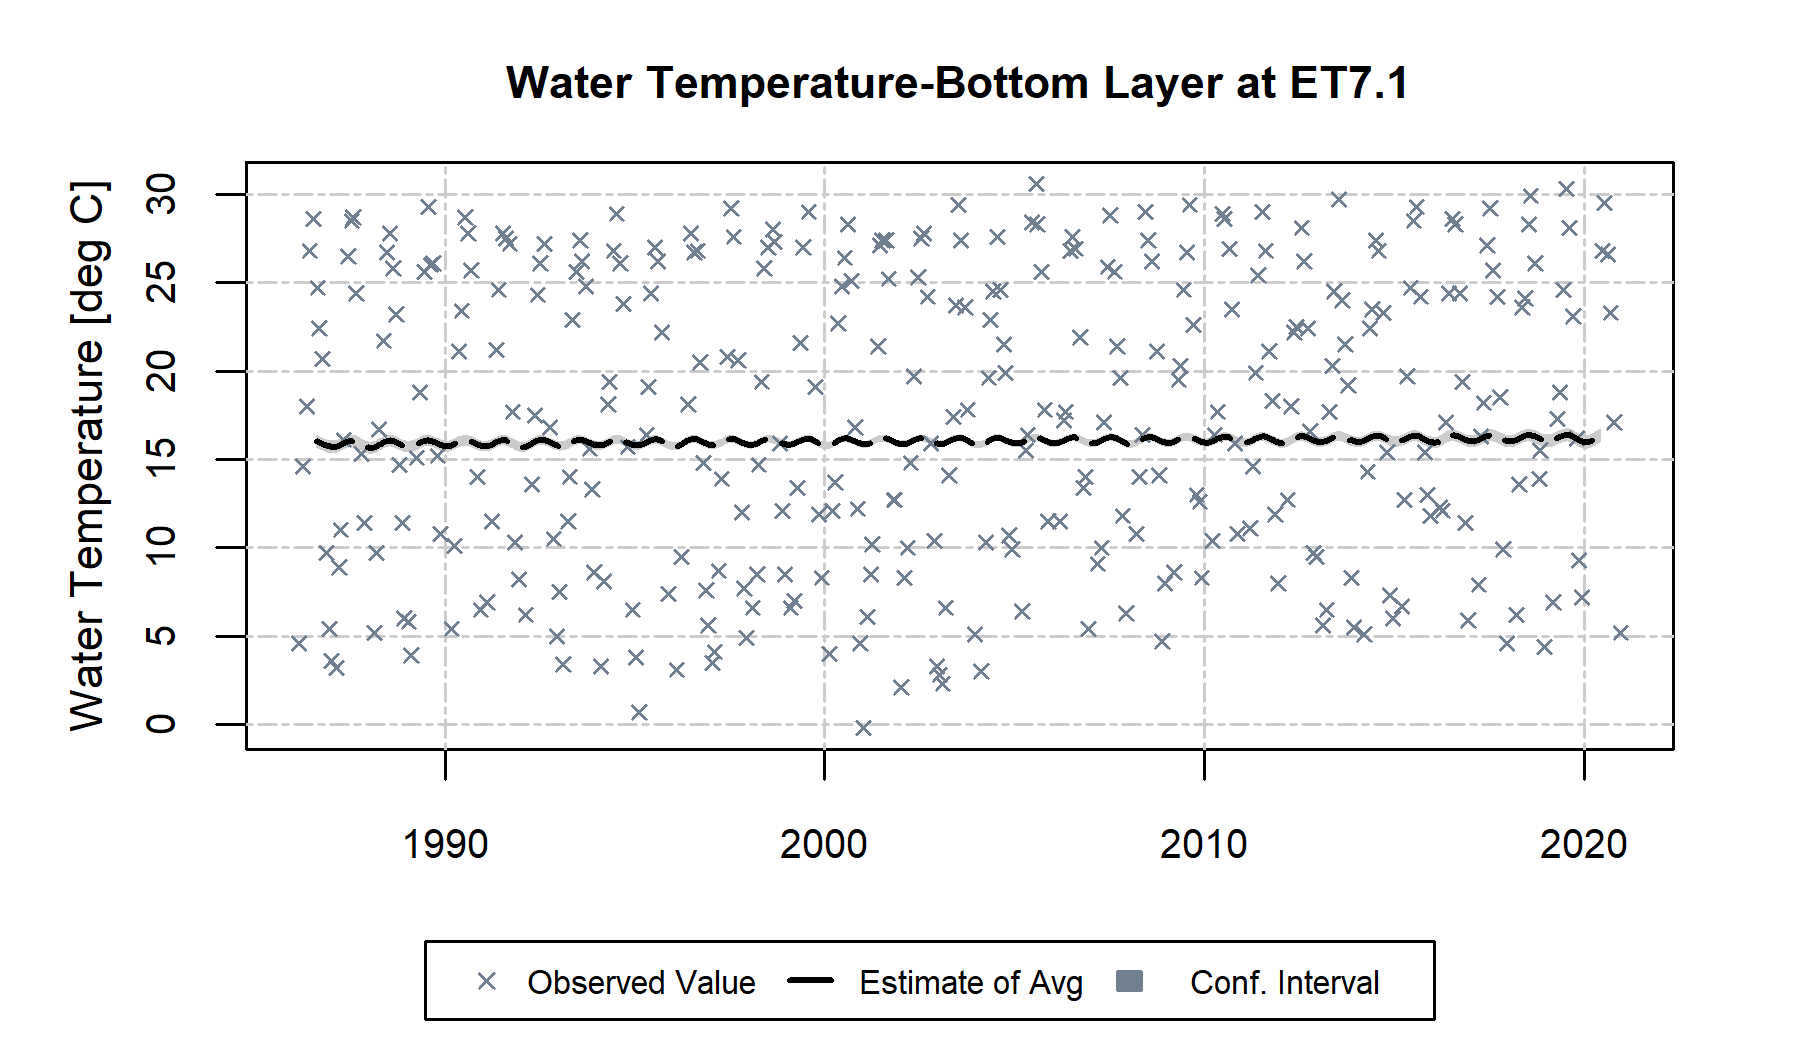 Water Temperature-Bottom Layer at ET7.1
Water Temperature [deg C]
30
25
20
15
10
5
0
1990 2000 2010 2020
Observed Value Estimate of Avg Conf. Interval